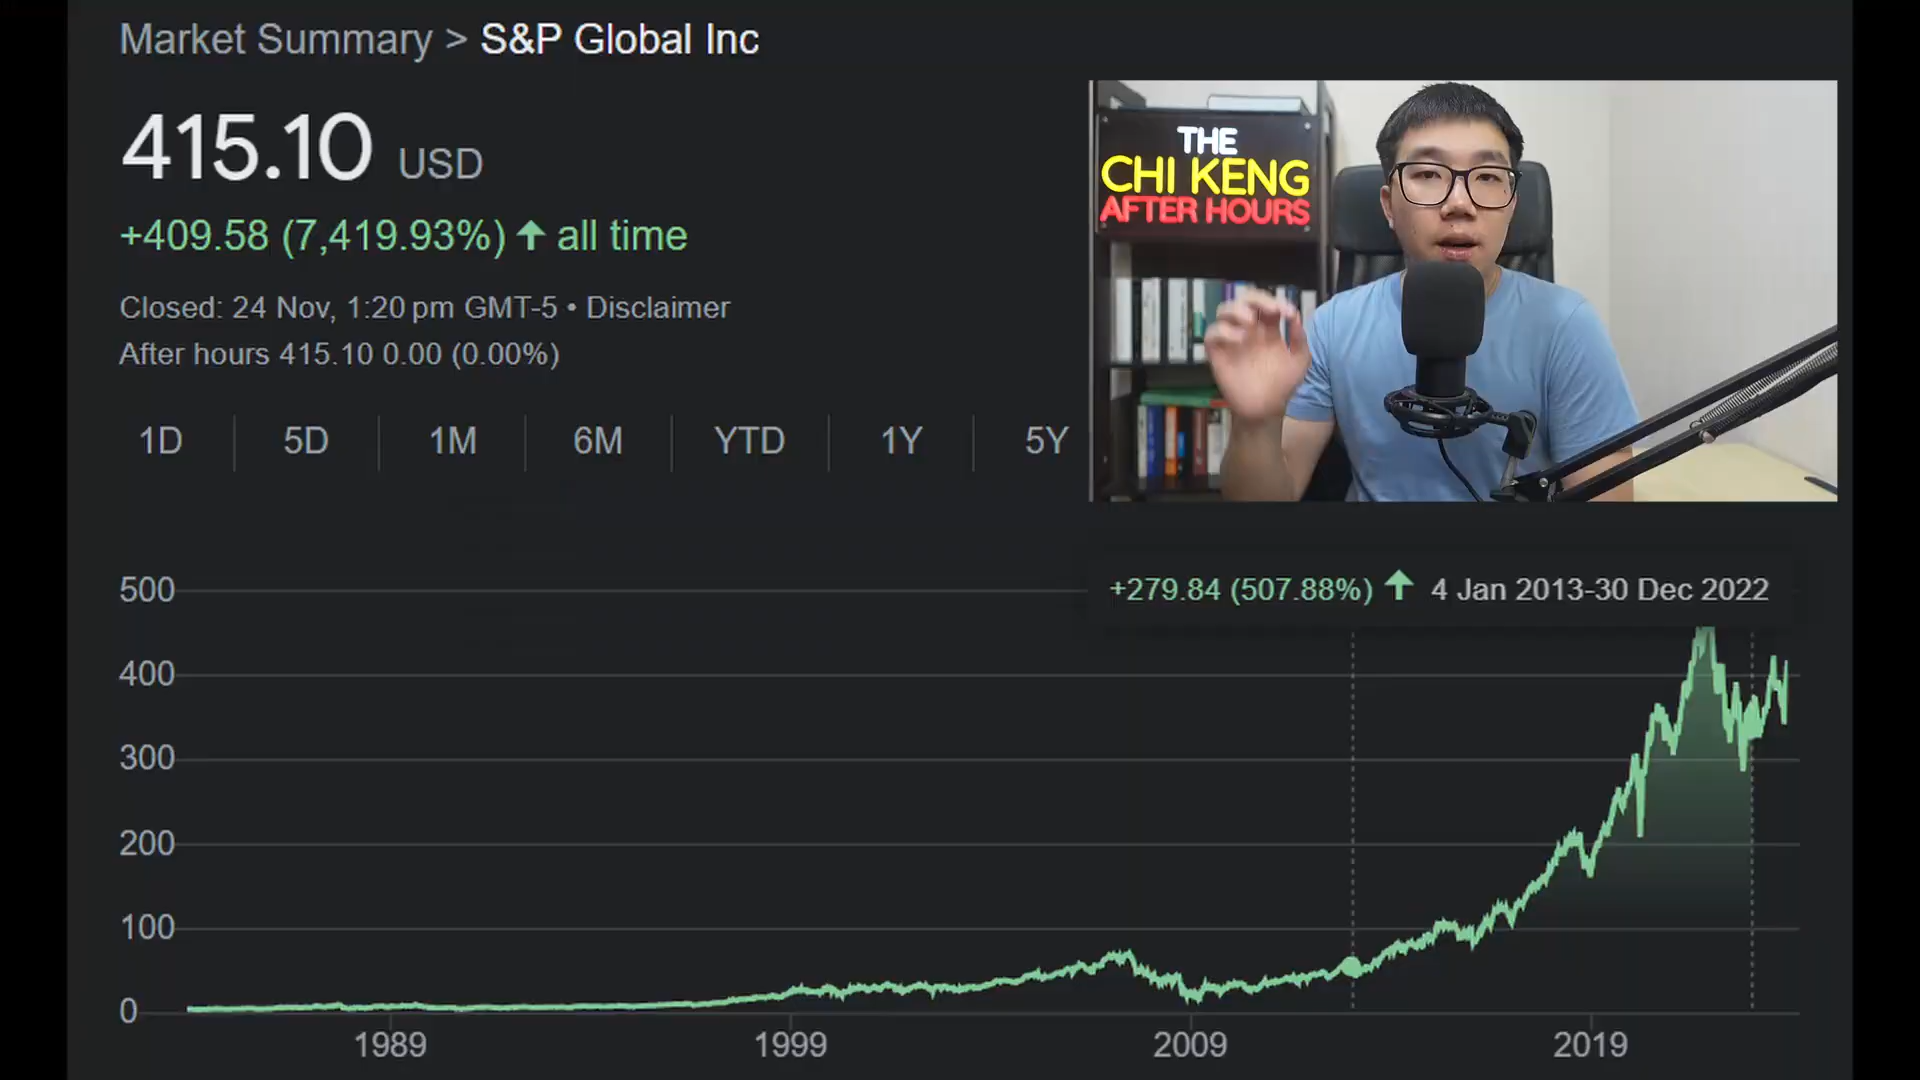 Market Summary > S&P Global Inc
415.10 USD
+409.58 (7,419.93%) ↑ all time
Closed: 24 Nov, 1:20 pm GMT-5 • Disclaimer
After hours 415.10 0.00 (0.00%)
1D 5D 1M 6M YTD 1Y 5Y
THE
CHI KENG
AFTER HOURS
+279.84 (507.88%) ↑ 4 Jan 2013-30 Dec 2022
500
400
300
200
100
0
1989 1999 2009 2019